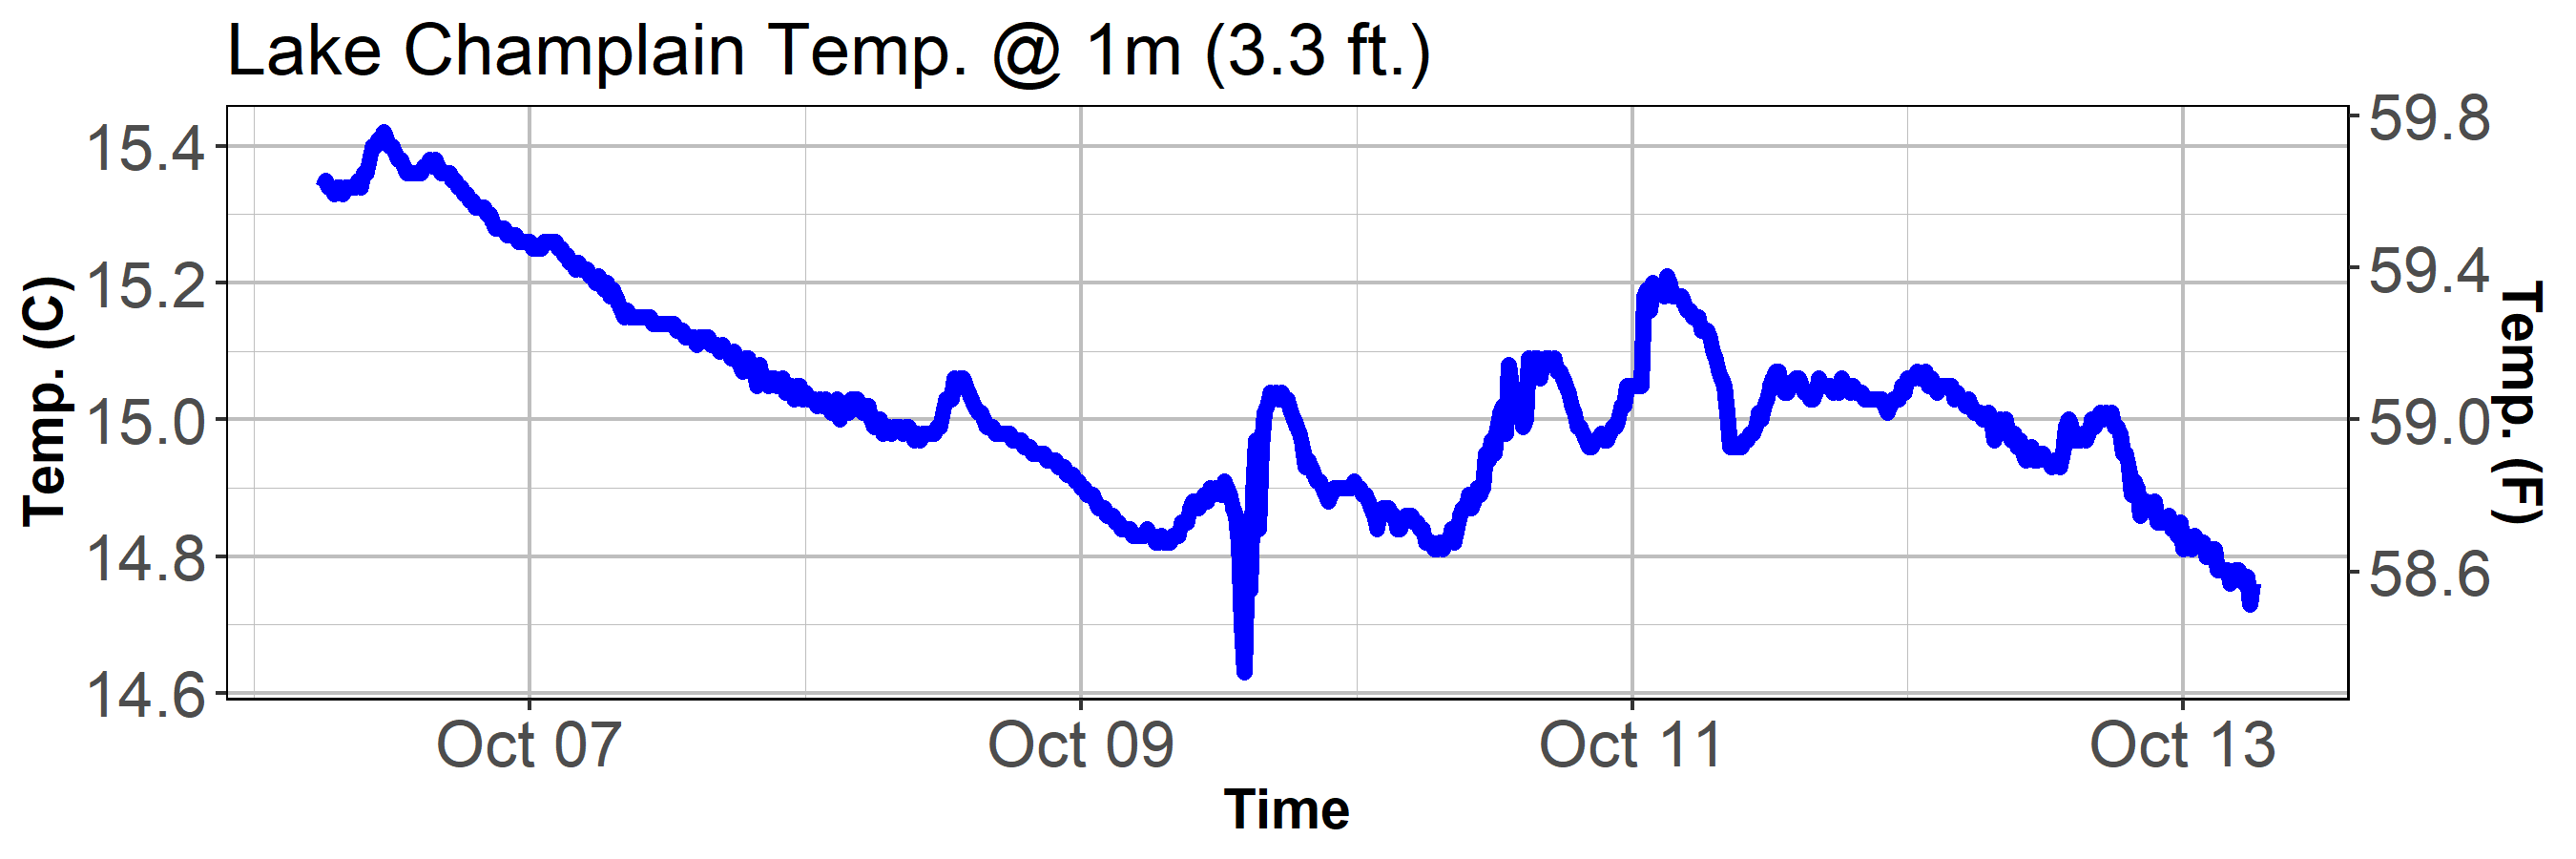 Lake Champlain Temp. @ 1m (3.3 ft.)
Temp. (C)
15.4
15.2
15.0
14.8
14.6
59.8
59.4
59.0
58.6
Temp. (F)
Oct 07 Oct 09 Oct 11 Oct 13
Time